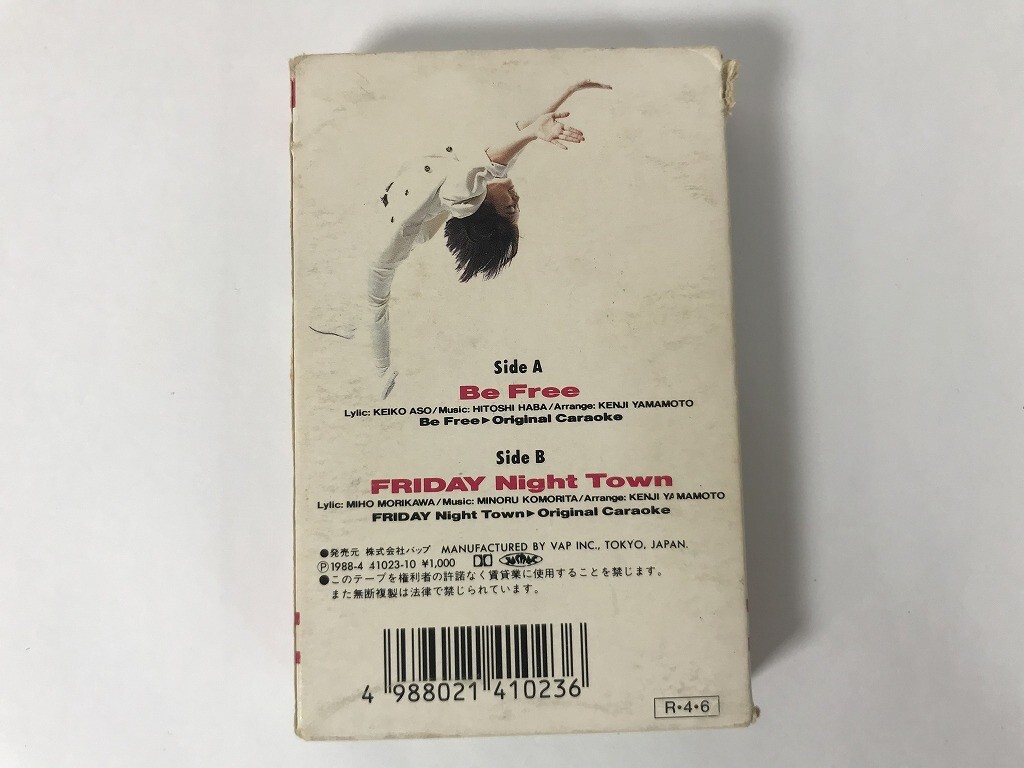 Side A
Be Free
Lylic: KEIKO ASO/Music: HITOSHI HABA/Arrange: KENJI YAMAMOTO
Be Free▶Original Caraoke
Side B
FRIDAY Night Town
Lylic: MIHO MORIKAWA/Music: MINORU KOMORITA/Arrange: KENJI YAMAMOTO
FRIDAY Night Town▶Original Caraoke
●発売元 株式会社バップ MANUFACTURED BY VAP INC., TOKYO, JAPAN.
Ⓟ1988-4 41023-10 ¥1,000
●このテープを権利者の許諾なく賃貸業に使用することを禁じます。
また無断複製は法律で禁じられています。
4 988021 410236
R•4•6